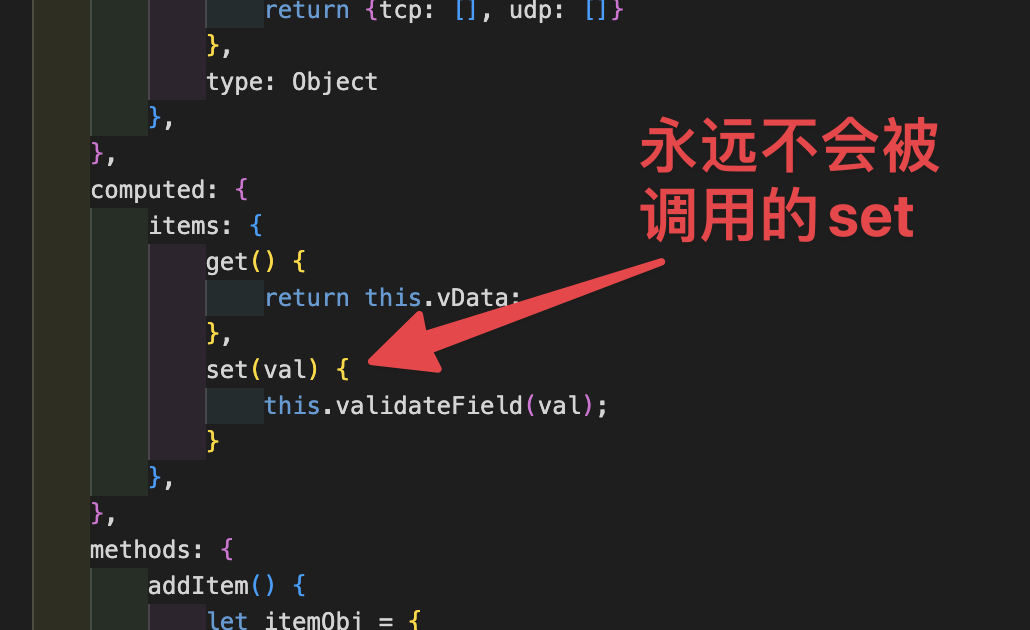 return {tcp: [], udp: []}
},
type: Object
},
},
computed: {
items: {
get() {
return this.vData;
},
set(val) {
this.validateField(val);
}
},
},
methods: {
addItem() {
let itemObj = {
永远不会被
调用的set